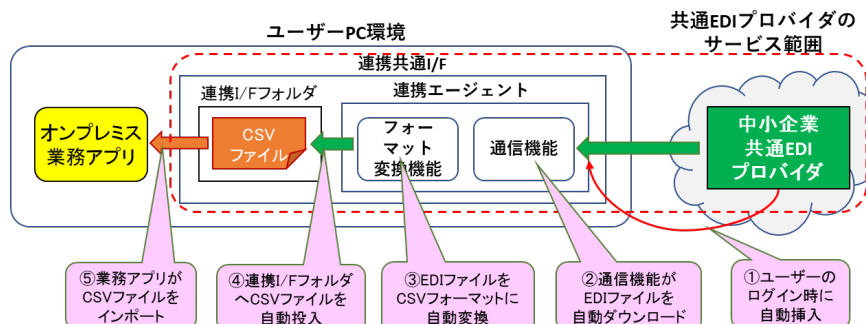 ユーザーPC環境
共通EDIプロバイダの
サービス範囲
連携共通I/F
連携I/Fフォルダ
連携エージェント
オンプレミス
業務アプリ
CSV
ファイル
フォー
マット
変換機能
通信機能
中小企業
共通EDI
プロバイダ
⑤業務アプリが
CSVファイルを
インポート
④連携I/Fフォルダ
へCSVファイルを
自動投入
③EDIファイルを
CSVフォーマットに
自動変換
②通信機能が
EDIファイルを
自動ダウンロード
①ユーザーの
ログイン時に
自動挿入